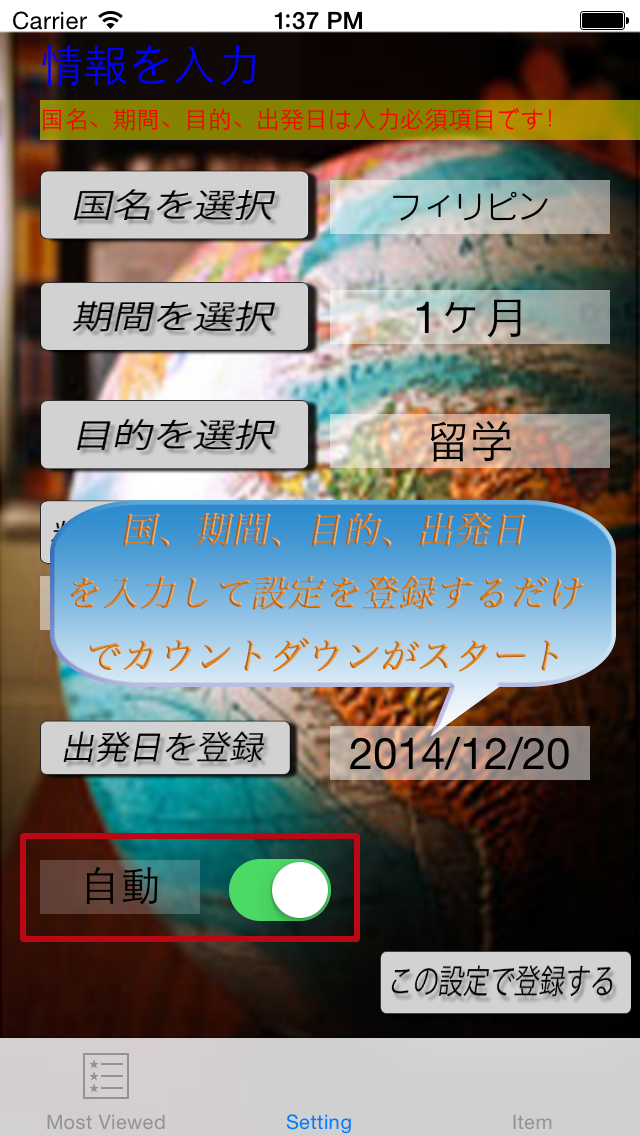 Carrier 1:37 PM
情報を入力
国名、期間、目的、出発日は入力必須項目です!
国名を選択 フィリピン
期間を選択 1ヶ月
目的を選択 留学
国、期間、目的、出発日
を入力して設定を登録するだけ
でカウントダウンがスタート
出発日を登録 2014/12/20
自動
この設定で登録する
Most Viewed Setting Item